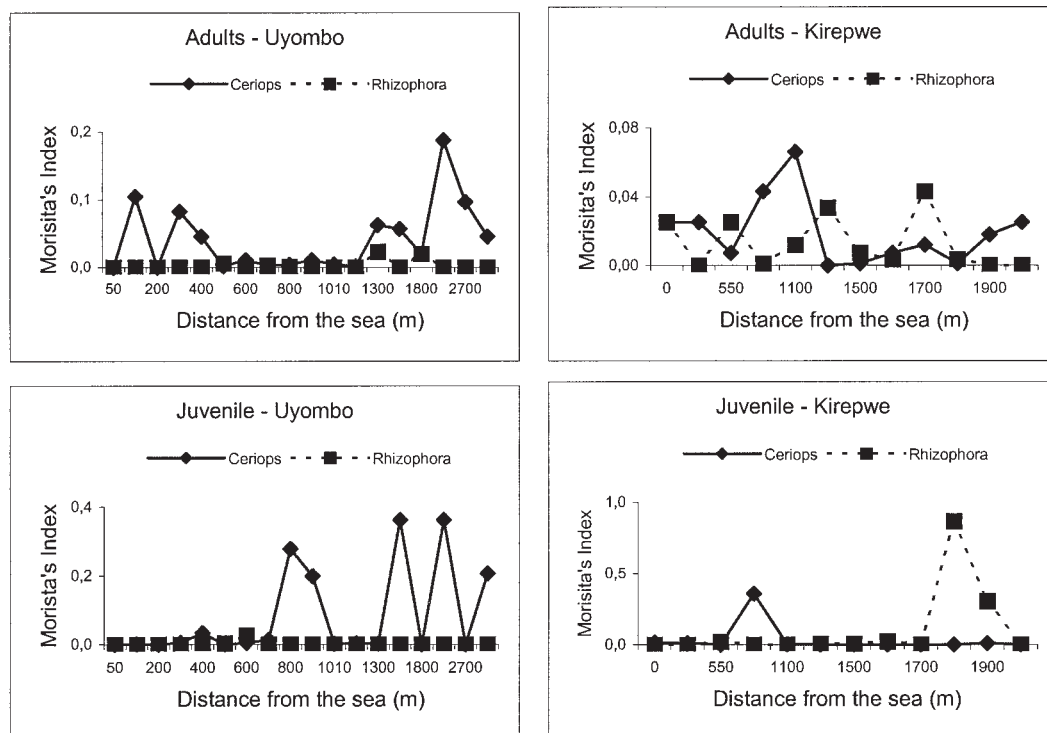 Adults - Uyombo
Ceriops Rhizophora
Morisita's Index
0,2
0,1
0,0
50 200 400 600 800 1010 1300 1800 2700
Distance from the sea (m)
Adults - Kirepwe
Ceriops Rhizophora
Morisita's Index
0,08
0,04
0,00
0 550 1100 1500 1700 1900
Distance from the sea (m)
Juvenile - Uyombo
Ceriops Rhizophora
Morista's Index
0,4
0,2
0,0
50 200 400 600 800 1010 1300 1800 2700
Distance from the sea (m)
Juvenile - Kirepwe
Ceriops Rhizophora
Morisita's Index
1,0
0,5
0,0
0 550 1100 1500 1700 1900
Distance from the sea (m)